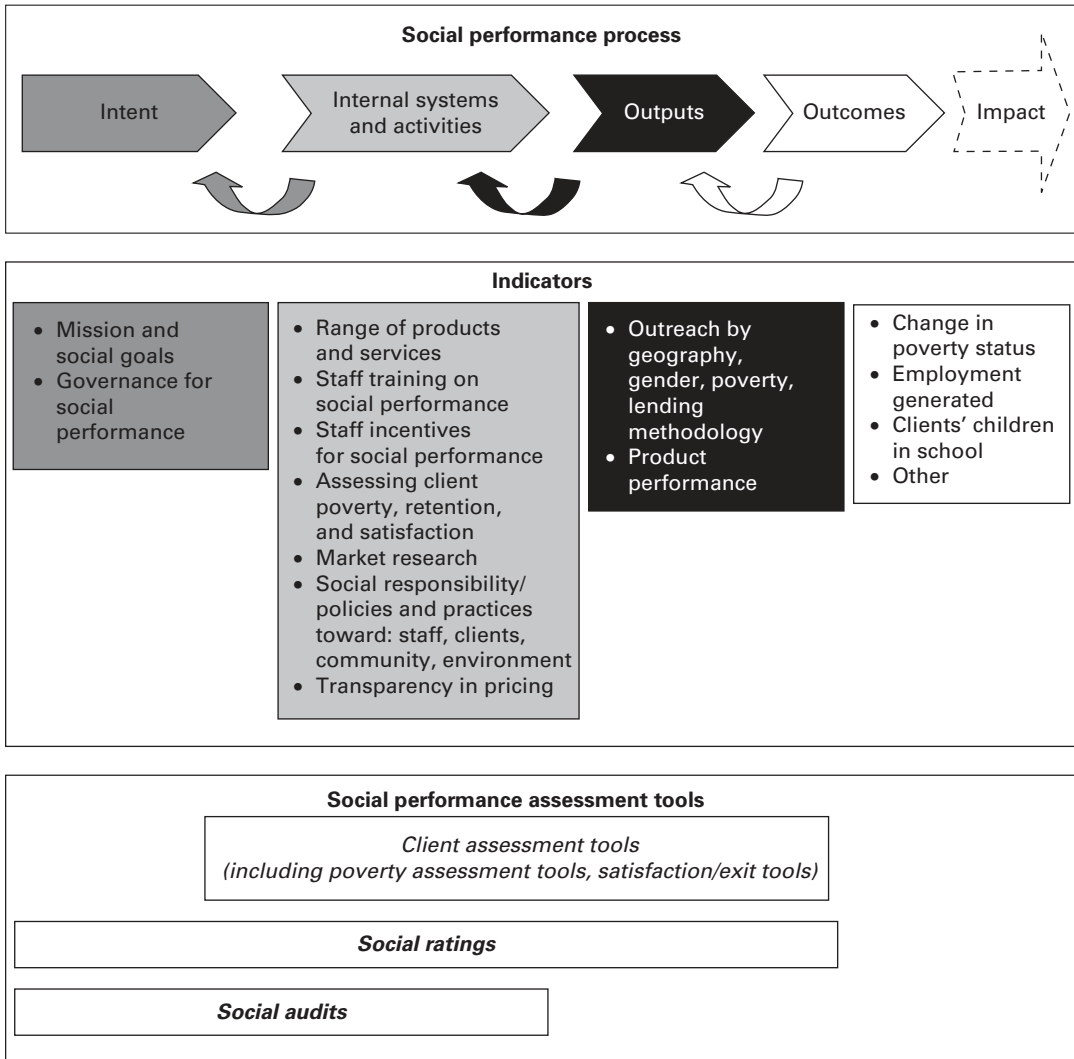 Social performance process
Intent
Internal systems
and activities
Outputs
Outcomes
Impact
Indicators
• Mission and
social goals
• Governance for
social
performance
• Range of products
and services
• Staff training on
social performance
• Staff incentives
for social performance
• Assessing client
poverty, retention,
and satisfaction
• Market research
• Social responsibility/
policies and practices
toward: staff, clients,
community, environment
• Transparency in pricing
• Outreach by
geography,
gender, poverty,
lending
methodology
• Product
performance
• Change in
poverty status
• Employment
generated
• Clients’ children
in school
• Other
Social performance assessment tools
Client assessment tools
(including poverty assessment tools, satisfaction/exit tools)
Social ratings
Social audits